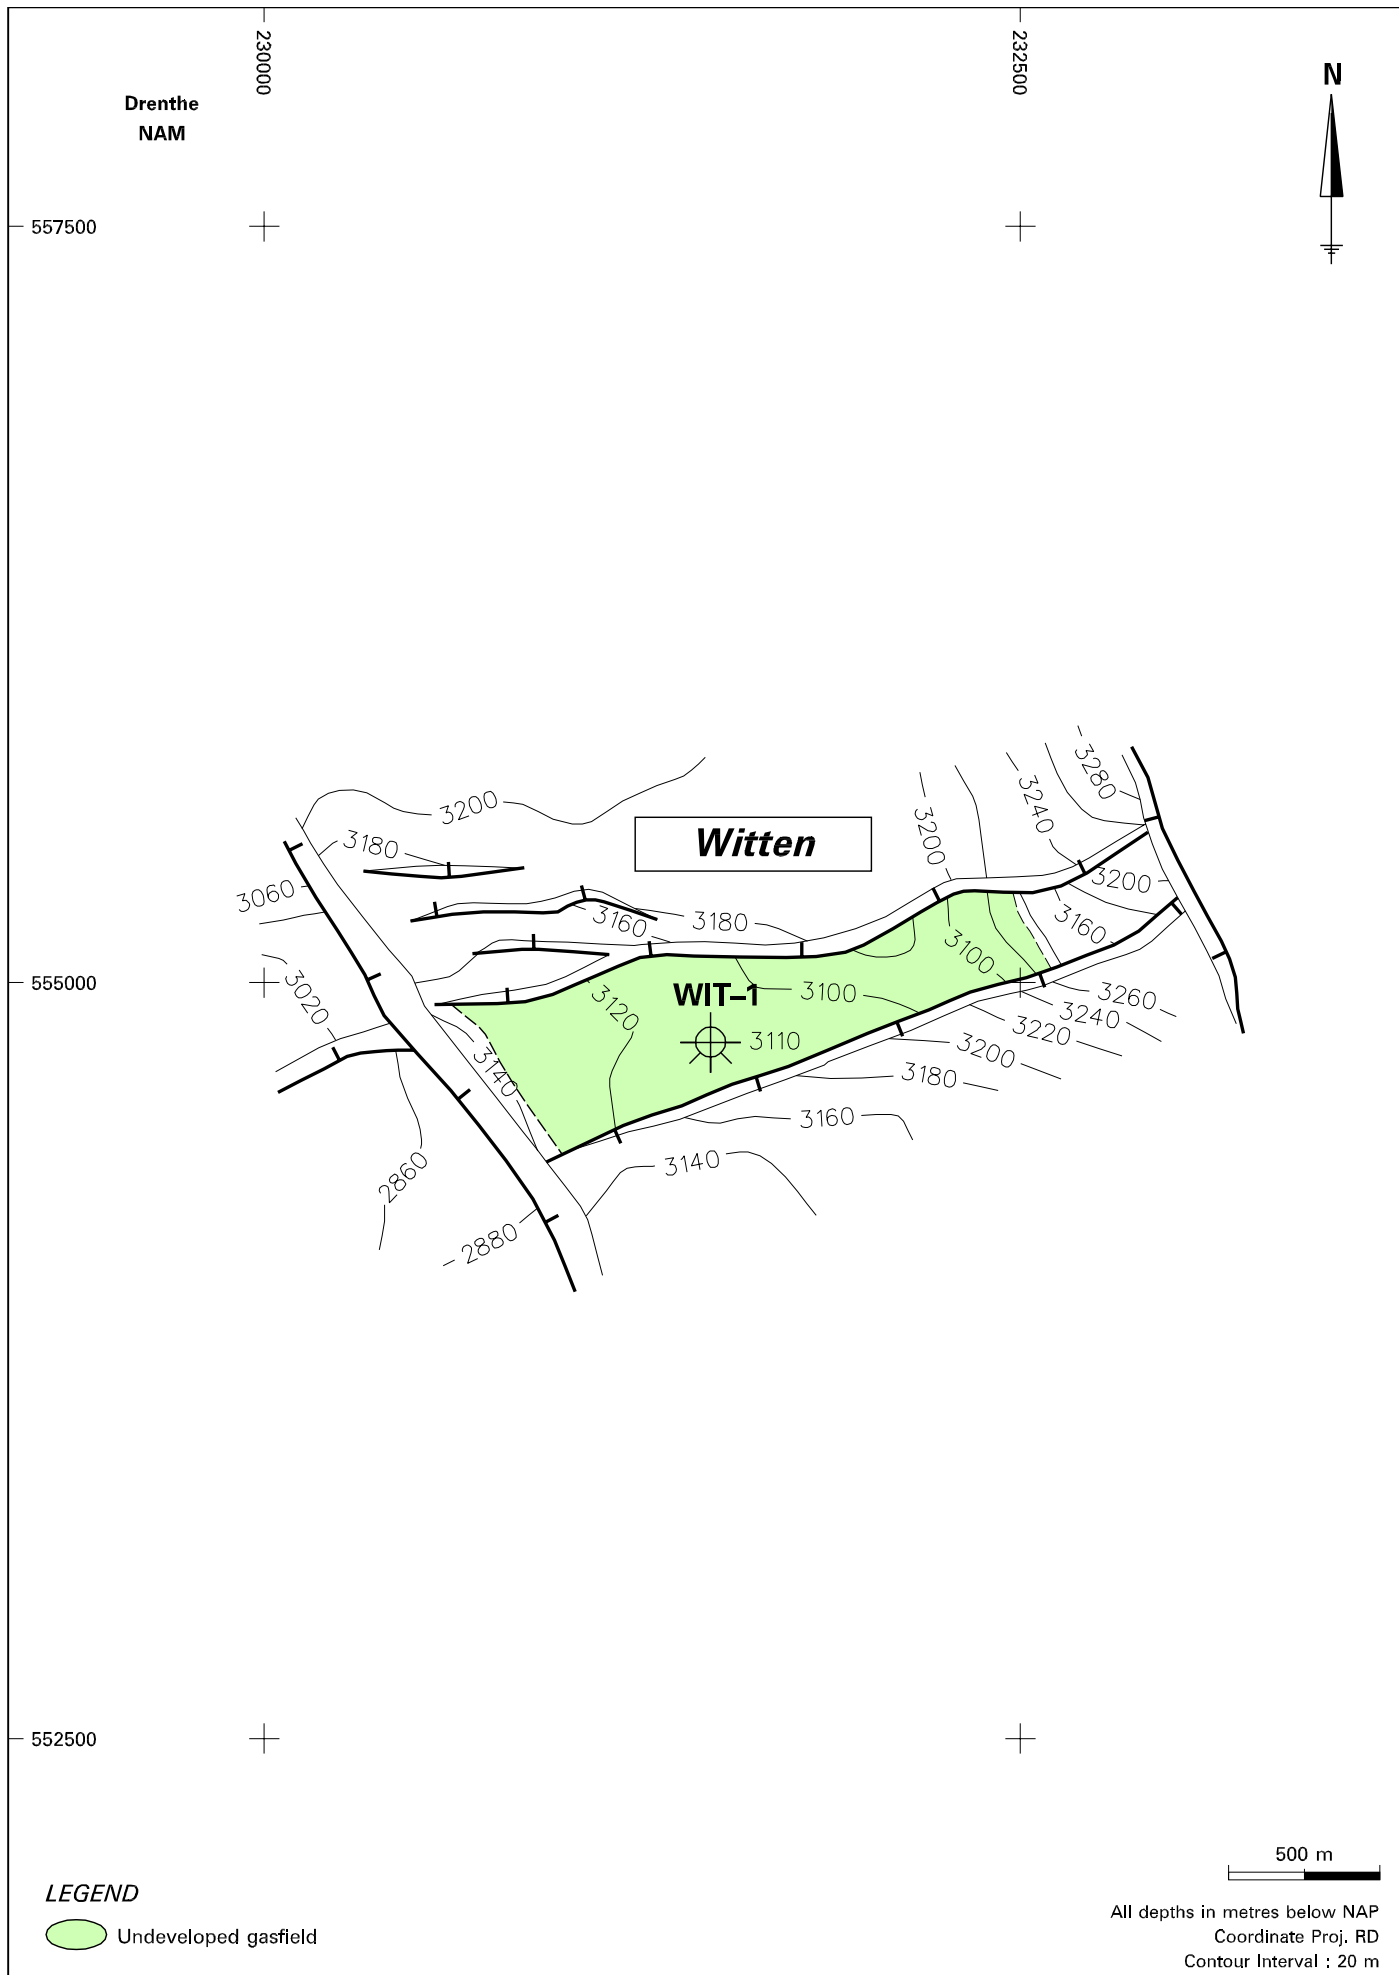 230000
232500
Drenthe
NAM
N
557500
3280
3240
3200
3200
Witten
3180
3200
3060
3160
3180
3160
3100
555000
3020
3120
WIT–1
3100
3260
3240
3220
3110
3200
3140
3180
3160
2860
3140
2880
552500
500 m
LEGEND
Undeveloped gasfield
All depths in metres below NAP
Coordinate Proj. RD
Contour Interval : 20 m